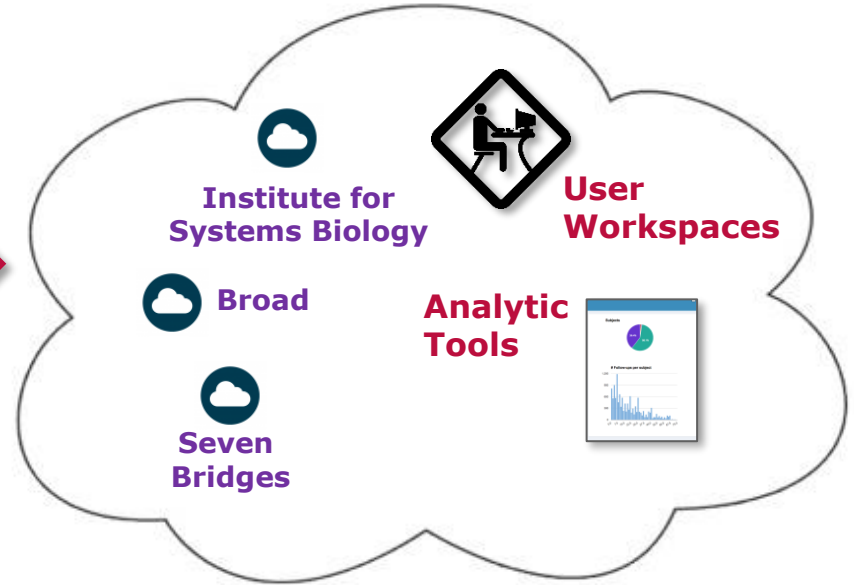 Institute for
Systems Biology
User
Workspaces
Broad
Analytic
Tools
Subjects
# Follow-ups per subject
Seven
Bridges